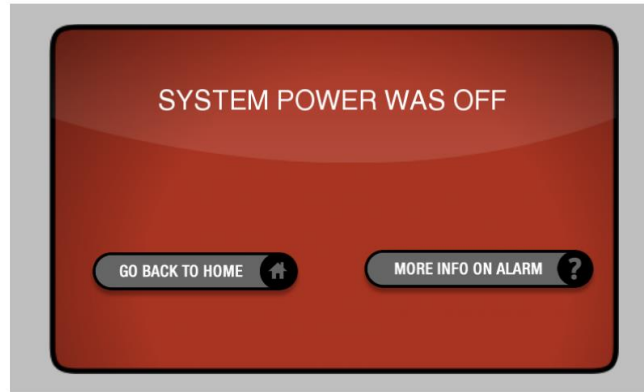 SYSTEM POWER WAS OFF
GO BACK TO HOME
MORE INFO ON ALARM ?